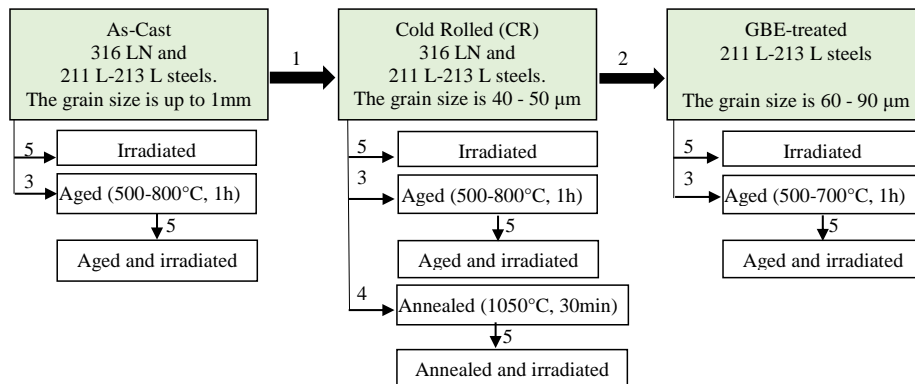 As-Cast
316 LN and
211 L-213 L steels.
The grain size is up to 1mm
1
Cold Rolled (CR)
316 LN and
211 L-213 L steels.
The grain size is 40 - 50 μm
2
GBE-treated
211 L-213 L steels
The grain size is 60 - 90 μm
5
Irradiated
3
Aged (500-800°C, 1h)
5
Aged and irradiated
5
Irradiated
3
Aged (500-800°C, 1h)
5
Aged and irradiated
4
Annealed (1050°C, 30min)
5
Annealed and irradiated
5
Irradiated
3
Aged (500-700°C, 1h)
5
Aged and irradiated